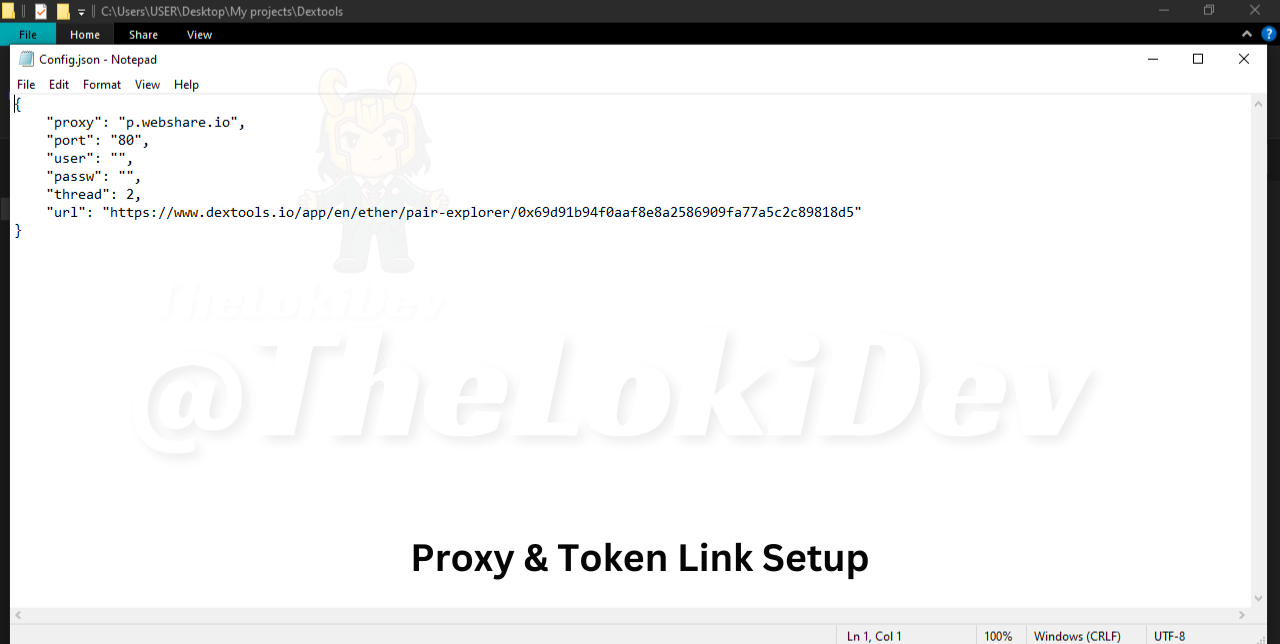 C:\Users\USER\Desktop\My projects\Dextools
File Home Share View
Config.json - Notepad
File Edit Format View Help
{
    "proxy": "p.webshare.io",
    "port": "80",
    "user": "",
    "passw": "",
    "thread": 2,
    "url": "https://www.dextools.io/app/en/ether/pair-explorer/0x69d91b94f0aaf8e8a2586909fa77a5c2c89818d5"
}
TheLokiDev
@TheLokiDev
Proxy & Token Link Setup
Ln 1, Col 1 100% Windows (CRLF) UTF-8